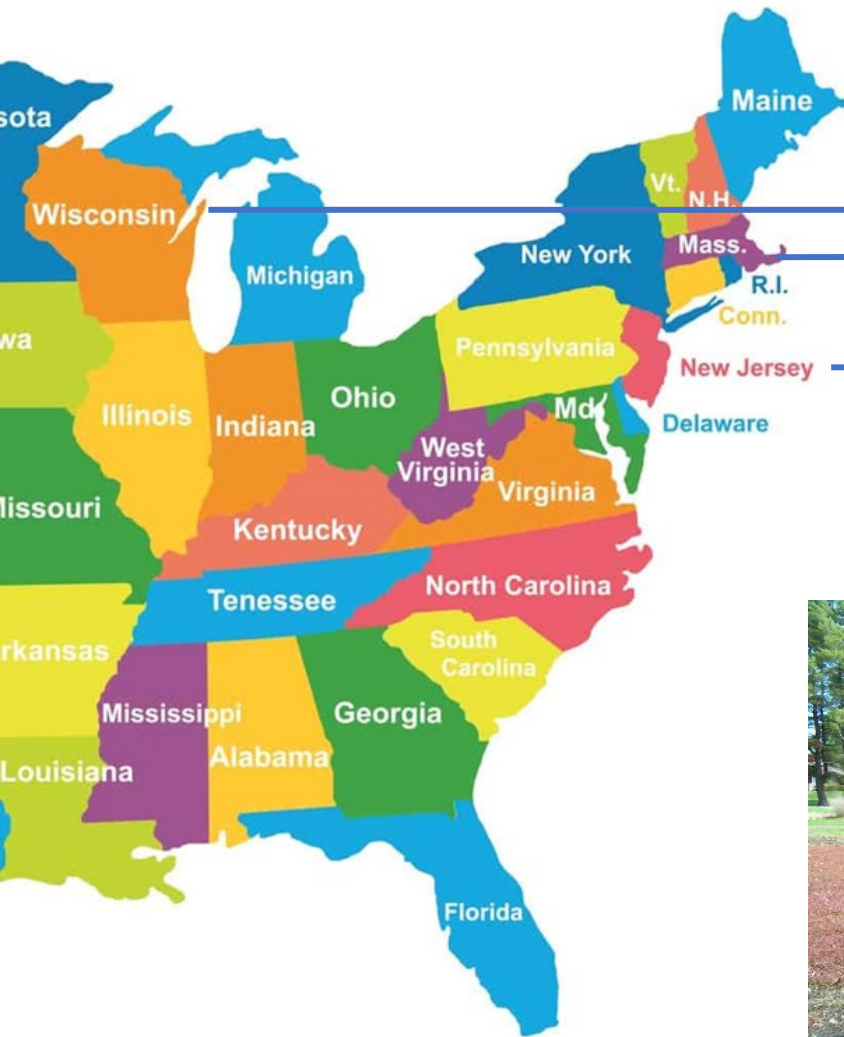 Maine
sota
Vt.
N.H.
Wisconsin
Mass.
New York
Michigan
R.I.
Conn.
wa
Pennsylvania
New Jersey
Ohio
Illinois
Md
Indiana
Delaware
West
Virginia
Virginia
Missouri
Kentucky
North Carolina
Tenessee
South
Carolina
rkansas
Mississippi
Georgia
Alabama
Louisiana
Florida